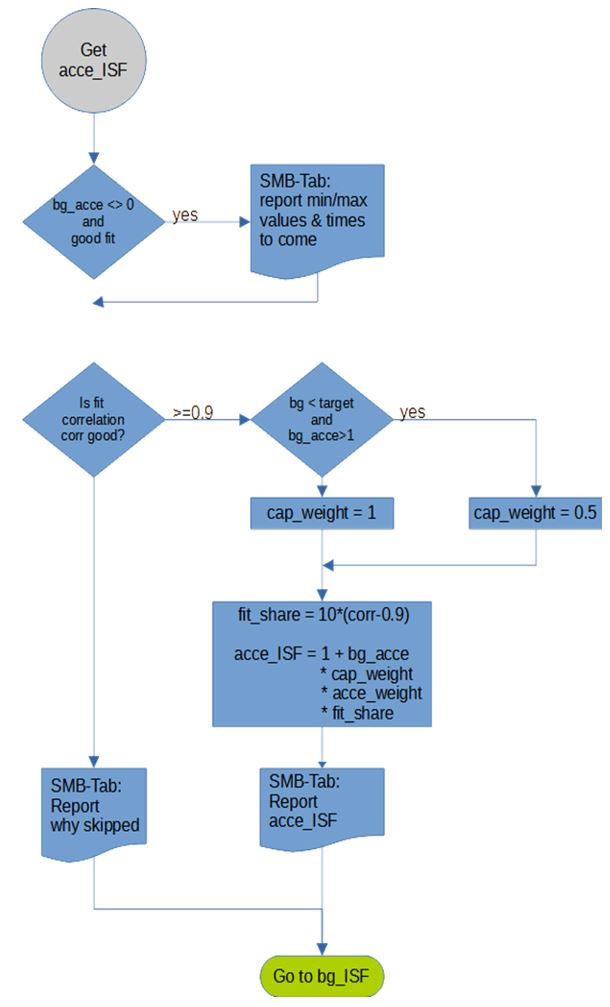 Get
acce_ISF
bg_acce <> 0
and
good fit
yes
SMB-Tab:
report min/max
values & times
to come
Is fit
correlation
corr good?
>=0.9
bg < target
and
bg_acce>1
yes
cap_weight = 1
cap_weight = 0.5
fit_share = 10*(corr-0.9)
acce_ISF = 1 + bg_acce
* cap_weight
* acce_weight
* fit_share
SMB-Tab:
Report
why skipped
SMB-Tab:
Report
acce_ISF
Go to bg_ISF